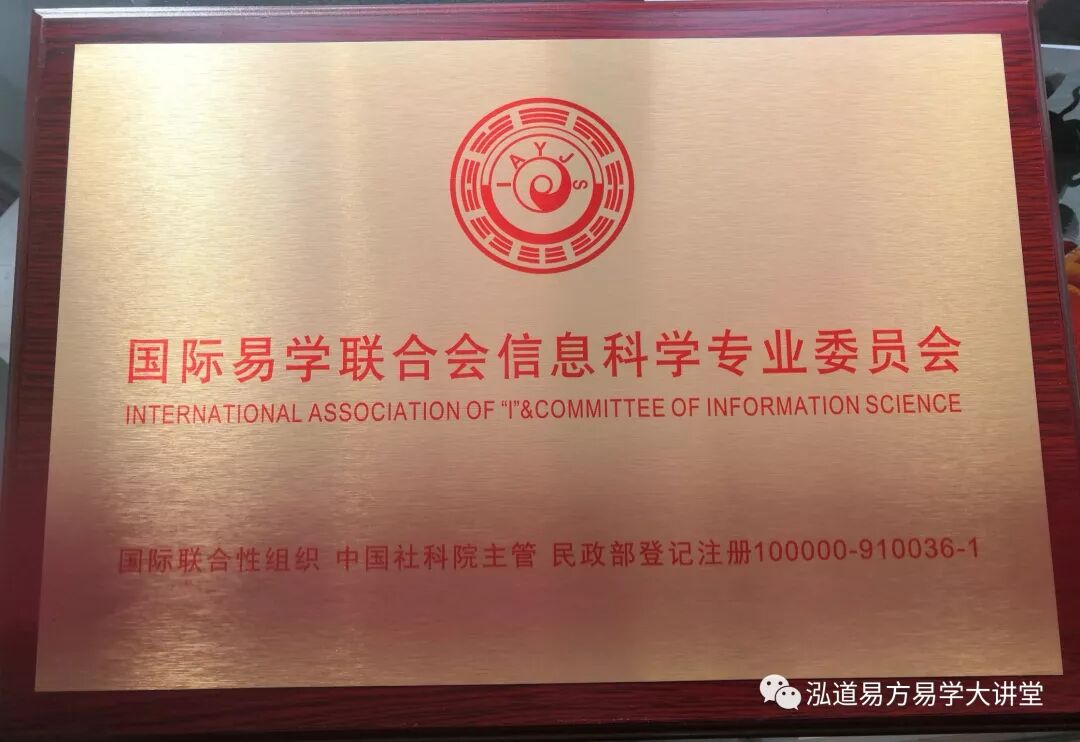 IAYJS
国际易学联合会信息科学专业委员会
INTERNATIONAL ASSOCIATION OF “I”&COMMITTEE OF INFORMATION SCIENCE
国际联合性组织 中国社科院主管 民政部登记注册100000-910036-1
泓道易方易学大讲堂